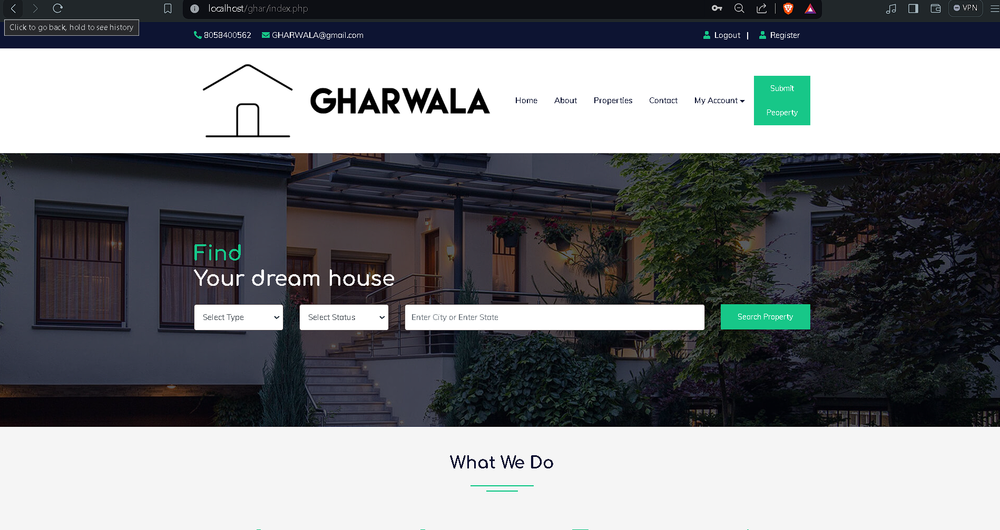 localhost/ghar/index.php
VPN
Click to go back, hold to see history
8058400562 GHARWALA@gmail.com Logout | Register
GHARWALA
Home About Properties Contact My Account
Submit
Peoperty
Find
Your dream house
Select Type Select Status Enter City or Enter State Search Property
What We Do